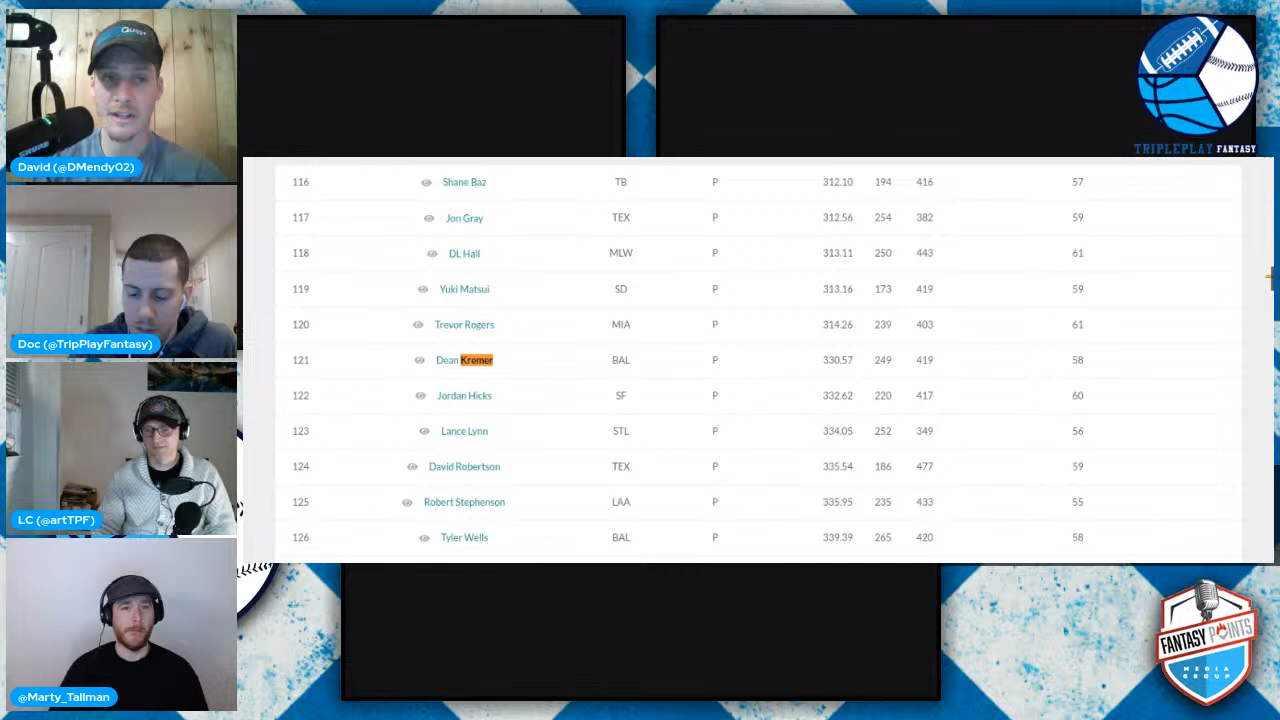 QUEST
SHURE
David (@DMendy02)
Doc (@TripPlayFantasy)
LC (@artTPF)
@Marty_Tallman
TRIPLEPLAY FANTASY
116 Shane Baz TB P 312.10 194 416 57
117 Jon Gray TEX P 312.56 254 382 59
118 DL Hall MLW P 313.11 250 443 61
119 Yuki Matsui SD P 313.16 173 419 59
120 Trevor Rogers MIA P 314.26 239 403 61
121 Dean Kremer BAL P 330.57 249 419 58
122 Jordan Hicks SF P 332.62 220 417 60
123 Lance Lynn STL P 334.05 252 349 56
124 David Robertson TEX P 335.54 186 477 59
125 Robert Stephenson LAA P 335.95 235 433 55
126 Tyler Wells BAL P 339.39 265 420 58
FANTASY POINTS
MEDIA
GROUP